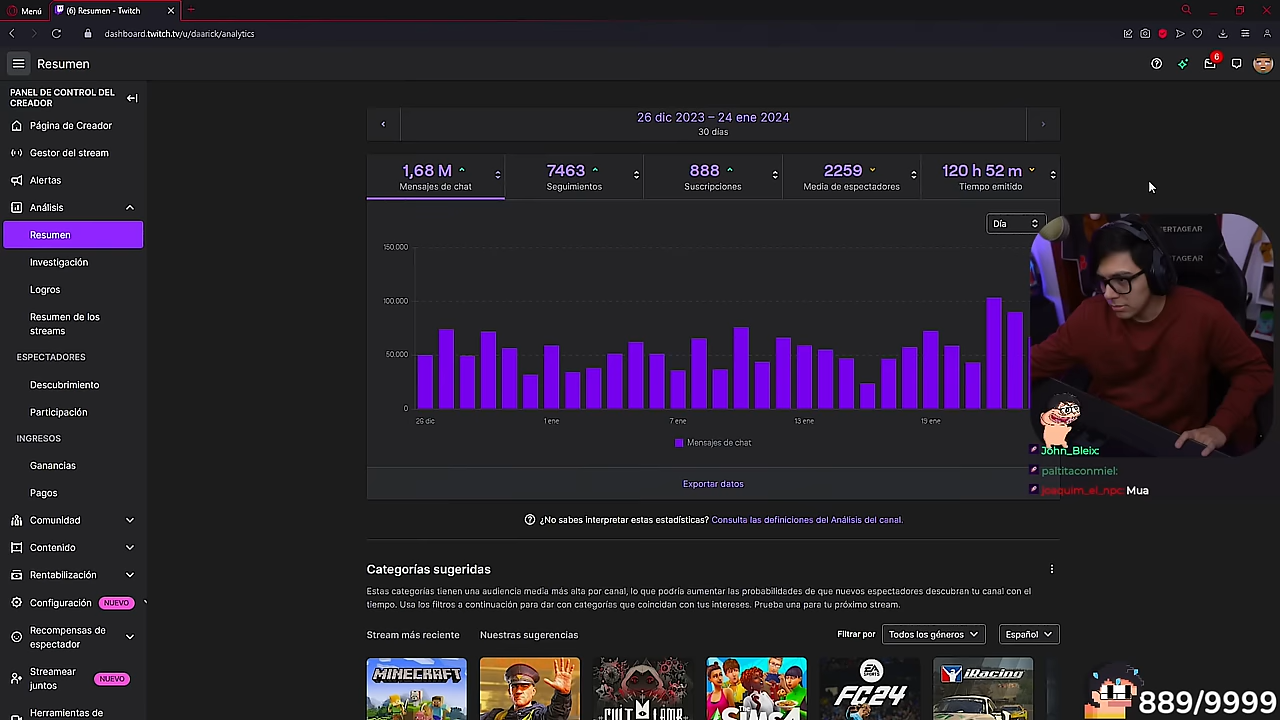 Menú
(6) Resumen - Twitch
dashboard.twitch.tv/u/daarick/analytics
Resumen
6
PANEL DE CONTROL DEL
CREADOR
Página de Creador
Gestor del stream
Alertas
Análisis
Resumen
Investigación
Logros
Resumen de los
streams
ESPECTADORES
Descubrimiento
Participación
INGRESOS
Ganancias
Pagos
Comunidad
Contenido
Rentabilización
Configuración NUEVO
Recompensas de
espectador
Streamear
juntos NUEVO
Herramientas de
26 dic 2023 – 24 ene 2024
30 días
1,68 M
Mensajes de chat
7463
Seguimientos
888
Suscripciones
2259
Media de espectadores
120 h 52 m
Tiempo emitido
Día
150.000
100.000
50.000
0
26 dic 1 ene 7 ene 13 ene 19 ene
Mensajes de chat
Exportar datos
¿No sabes interpretar estas estadísticas? Consulta las definiciones del Análisis del canal.
Categorías sugeridas
Estas categorías tienen una audiencia media más alta por canal, lo que podría aumentar las probabilidades de que nuevos espectadores descubran tu canal con el
tiempo. Usa los filtros a continuación para dar con categorías que coincidan con tus intereses. Prueba una para tu próximo stream.
Stream más reciente
Nuestras sugerencias
Filtrar por
Todos los géneros
Español
MINECRAFT
CULT LAMB
SIMS4
EA
SPORTS
FC24
iRacing
ERTAGEAR
ERTAGEAR
John_Bleix:
paltitaconmiel:
joaquim_el_npc: Mua
889/9999